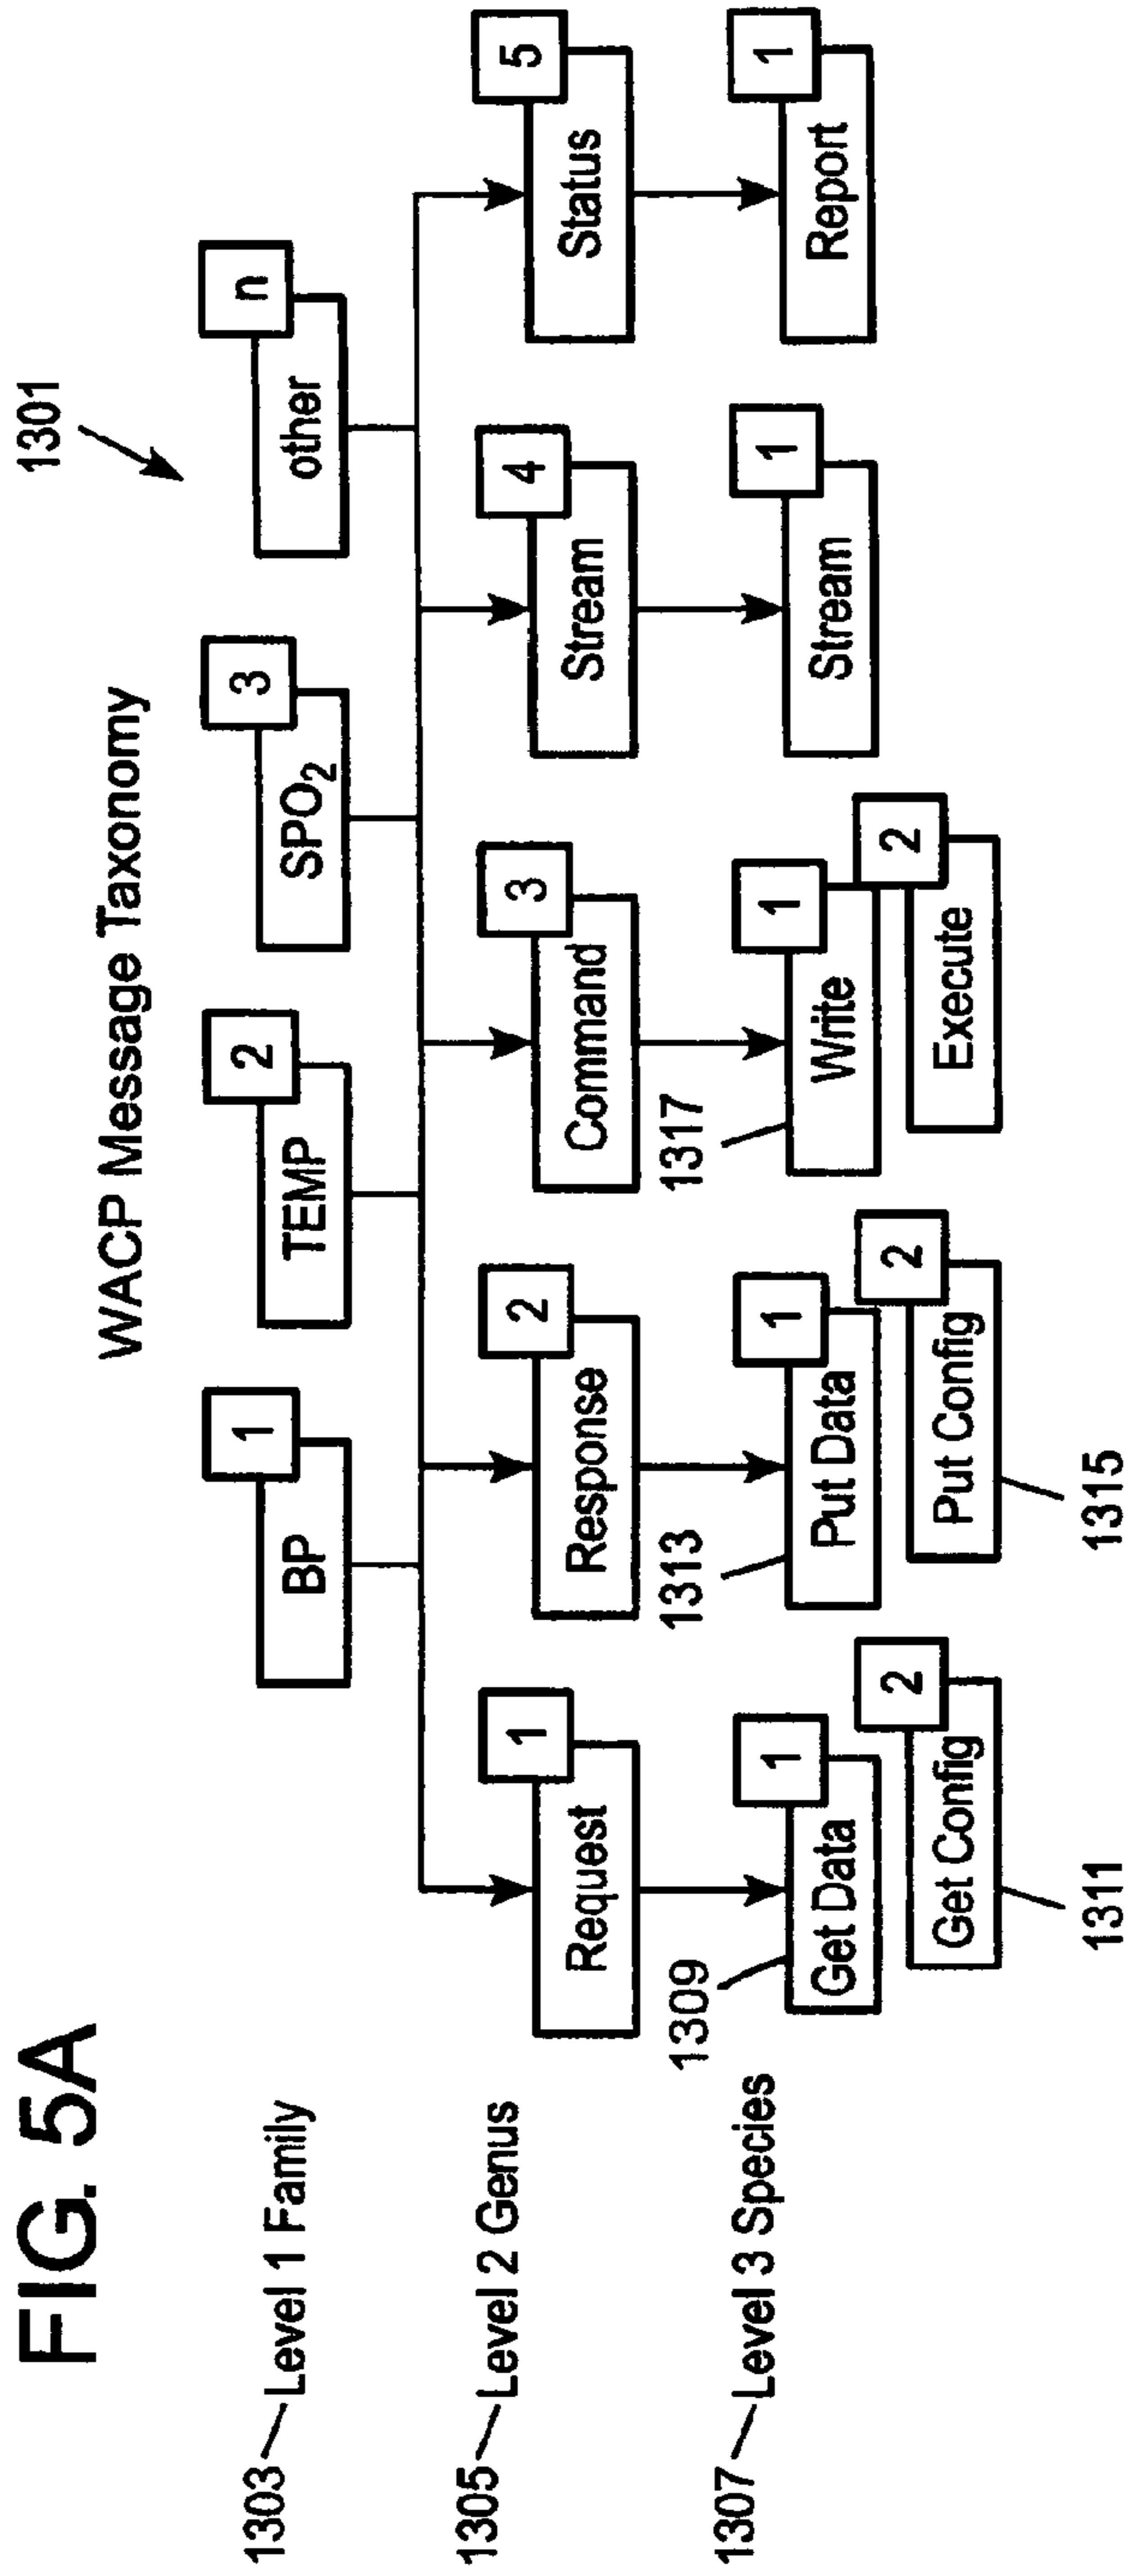 FIG. 5A
WACP Message Taxonomy
1301
1303
Level 1 Family
BP
1
TEMP
2
SPO₂
3
other
n
1305
Level 2 Genus
Request
1
Response
2
Command
3
Stream
4
Status
5
1307
Level 3 Species
1309
Get Data
1
1313
Put Data
1
1317
Write
1
Stream
1
Report
1
Get Config
2
Put Config
2
Execute
2
1311
1315